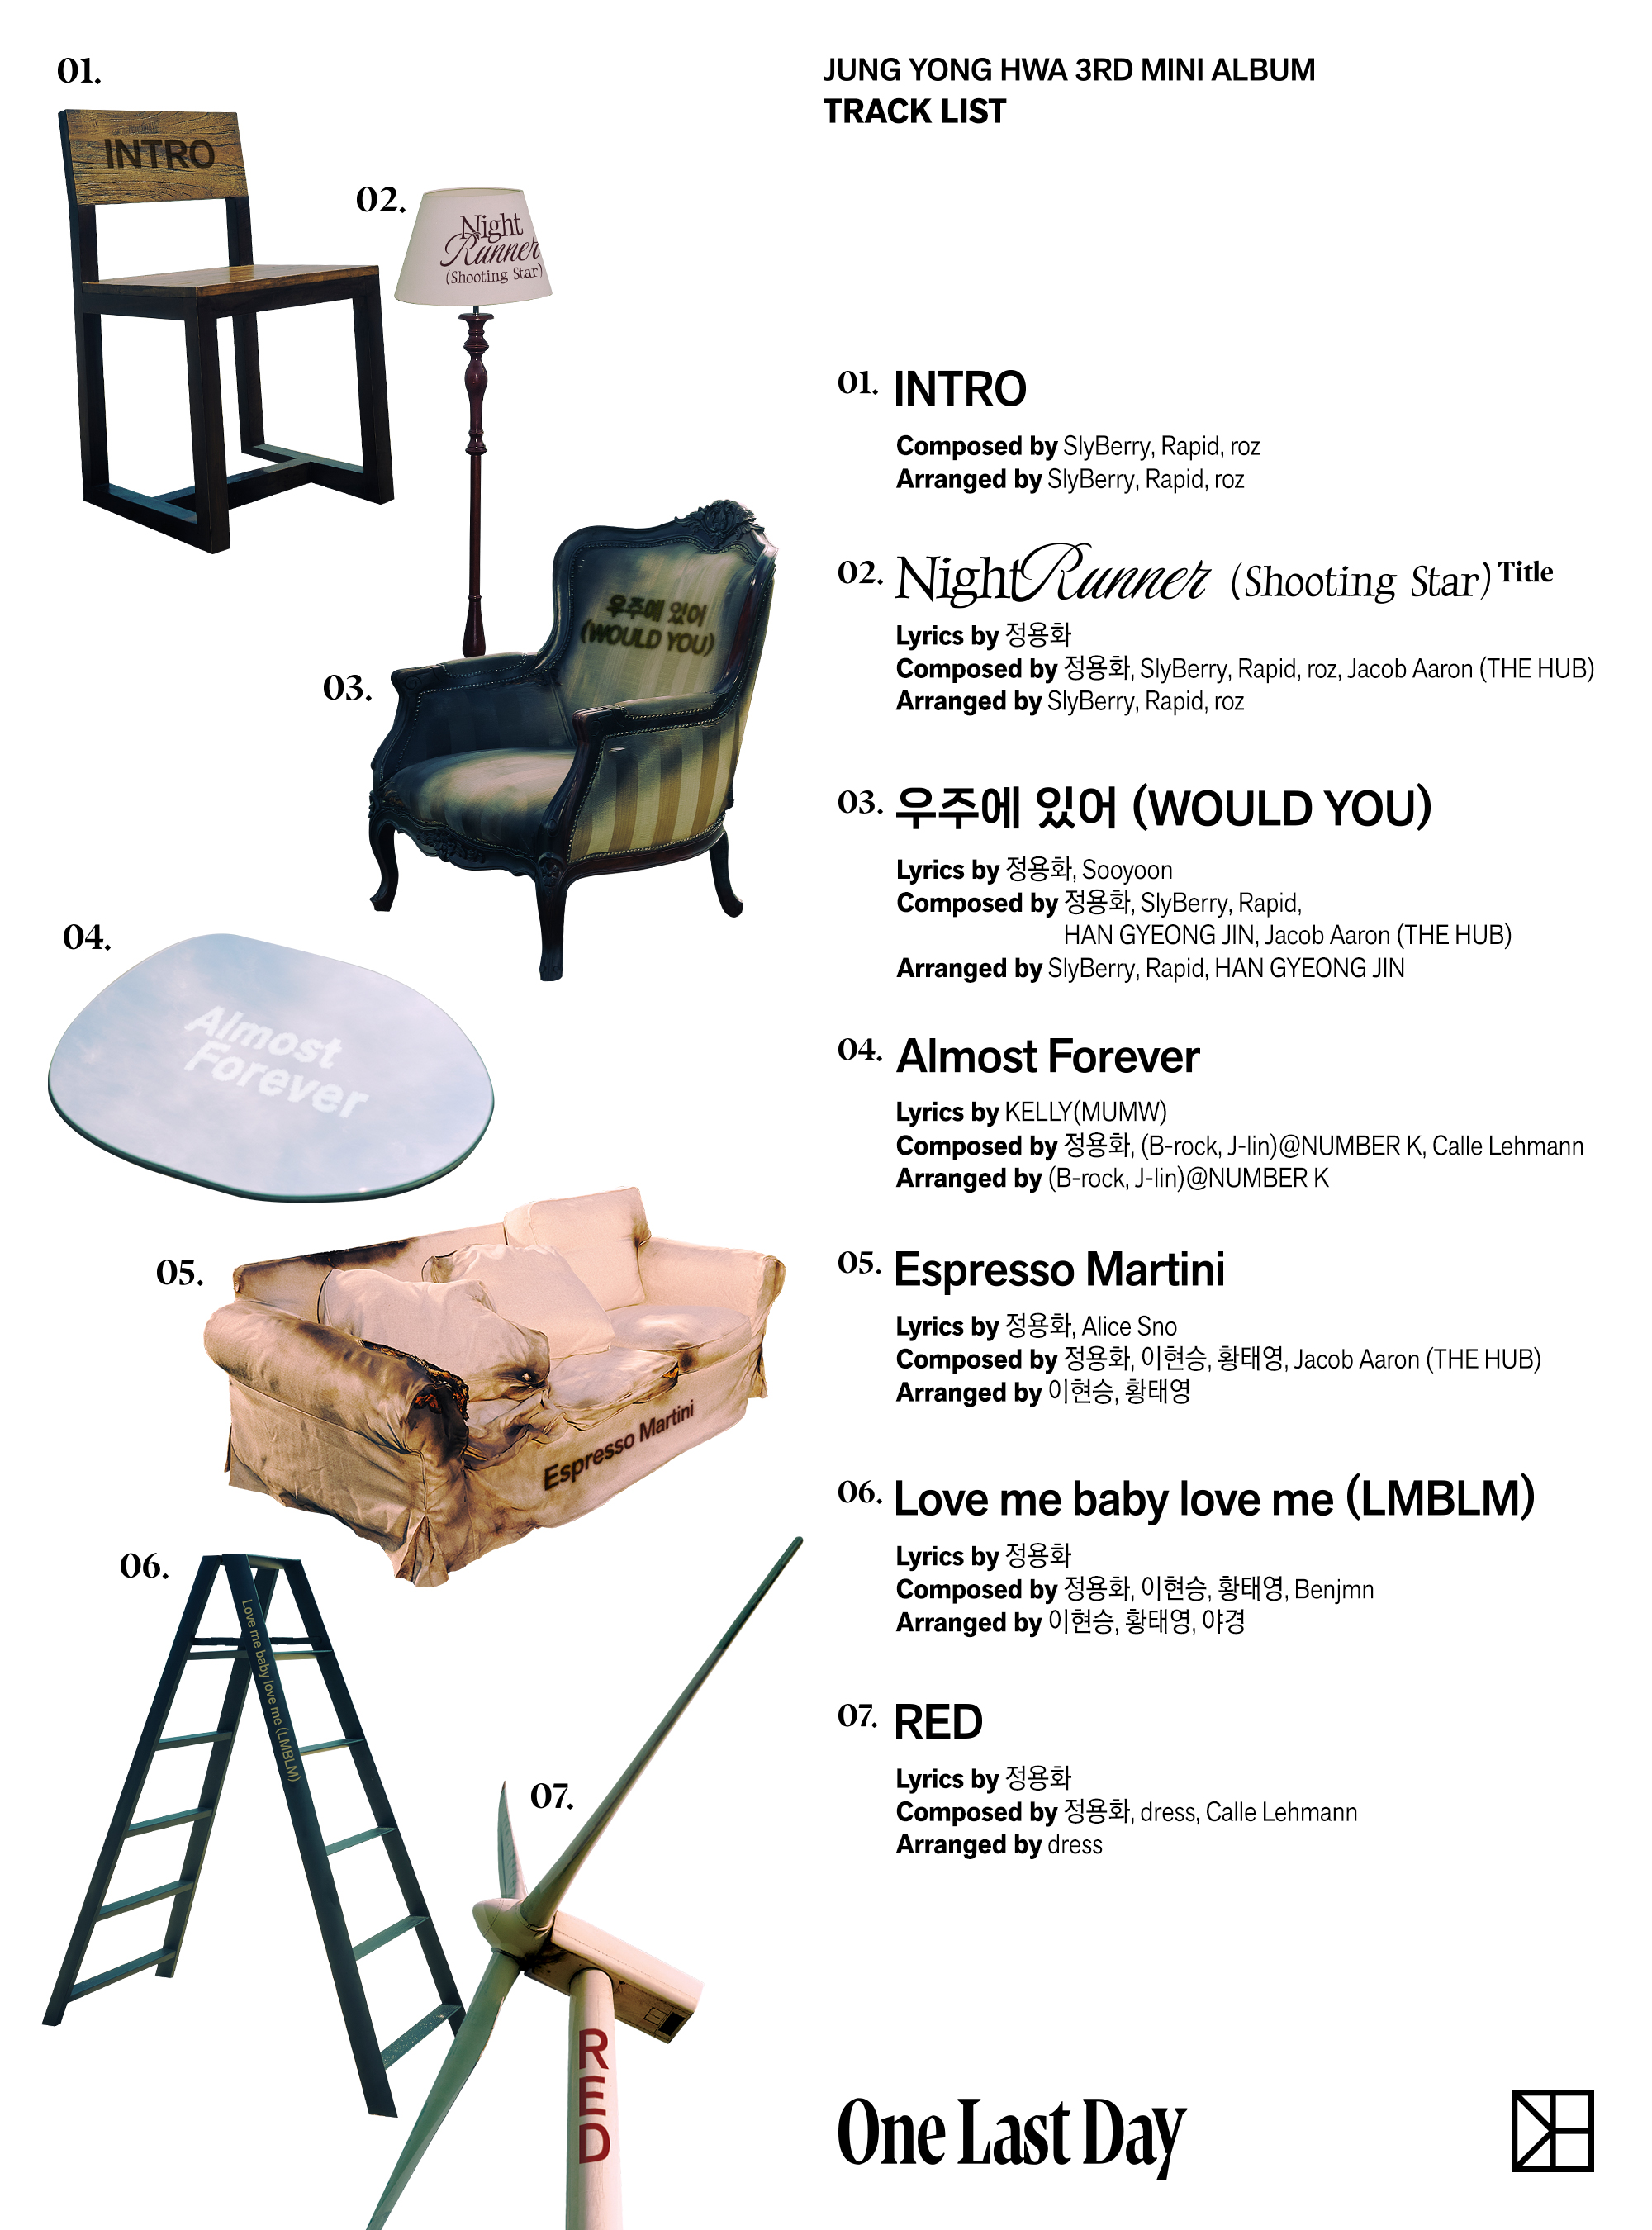 JUNG YONG HWA 3RD MINI ALBUM
TRACK LIST
01.
INTRO
02.
Night
Runner
(Shooting Star)
03.
우주에 있어
(WOULD YOU)
04.
Almost
Forever
05.
Espresso Martini
06.
Love me baby love me (LMBLM)
07.
R
E
D
01. INTRO
Composed by SlyBerry, Rapid, roz
Arranged by SlyBerry, Rapid, roz
02. Night Runner (Shooting Star) Title
Lyrics by 정용화
Composed by 정용화, SlyBerry, Rapid, roz, Jacob Aaron (THE HUB)
Arranged by SlyBerry, Rapid, roz
03. 우주에 있어 (WOULD YOU)
Lyrics by 정용화, Sooyoon
Composed by 정용화, SlyBerry, Rapid,
HAN GYEONG JIN, Jacob Aaron (THE HUB)
Arranged by SlyBerry, Rapid, HAN GYEONG JIN
04. Almost Forever
Lyrics by KELLY(MUMW)
Composed by 정용화, (B-rock, J-lin)@NUMBER K, Calle Lehmann
Arranged by (B-rock, J-lin)@NUMBER K
05. Espresso Martini
Lyrics by 정용화, Alice Sno
Composed by 정용화, 이현승, 황태영, Jacob Aaron (THE HUB)
Arranged by 이현승, 황태영
06. Love me baby love me (LMBLM)
Lyrics by 정용화
Composed by 정용화, 이현승, 황태영, Benjmn
Arranged by 이현승, 황태영, 야경
07. RED
Lyrics by 정용화
Composed by 정용화, dress, Calle Lehmann
Arranged by dress
One Last Day